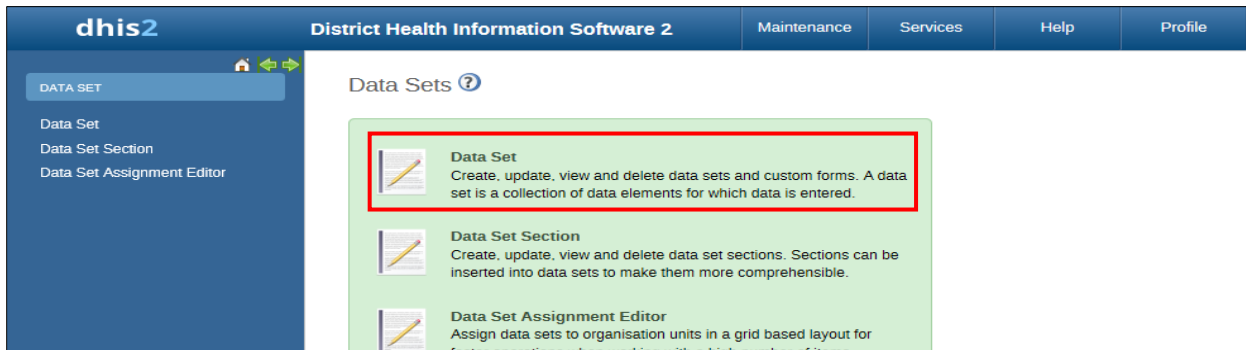 dhis2
District Health Information Software 2
Maintenance
Services
Help
Profile
DATA SET
Data Set
Data Set Section
Data Set Assignment Editor
Data Sets
Data Set
Create, update, view and delete data sets and custom forms. A data
set is a collection of data elements for which data is entered.
Data Set Section
Create, update, view and delete data set sections. Sections can be
inserted into data sets to make them more comprehensible.
Data Set Assignment Editor
Assign data sets to organisation units in a grid based layout for